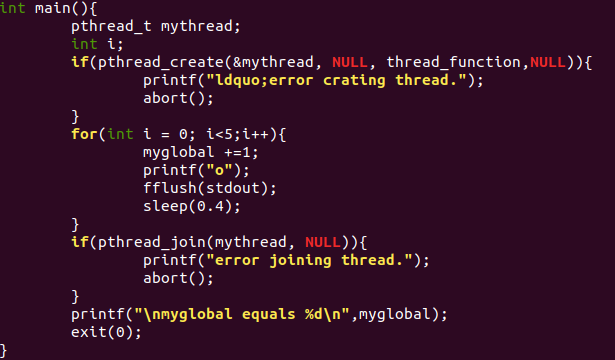 int main(){
        pthread_t mythread;
        int i;
        if(pthread_create(&mythread, NULL, thread_function,NULL)){
                printf("ldquo;error crating thread.");
                abort();
        }
        for(int i = 0; i<5;i++){
                myglobal +=1;
                printf("o");
                fflush(stdout);
                sleep(0.4);
        }
        if(pthread_join(mythread, NULL)){
                printf("error joining thread.");
                abort();
        }
        printf("\nmyglobal equals %d\n",myglobal);
        exit(0);
}